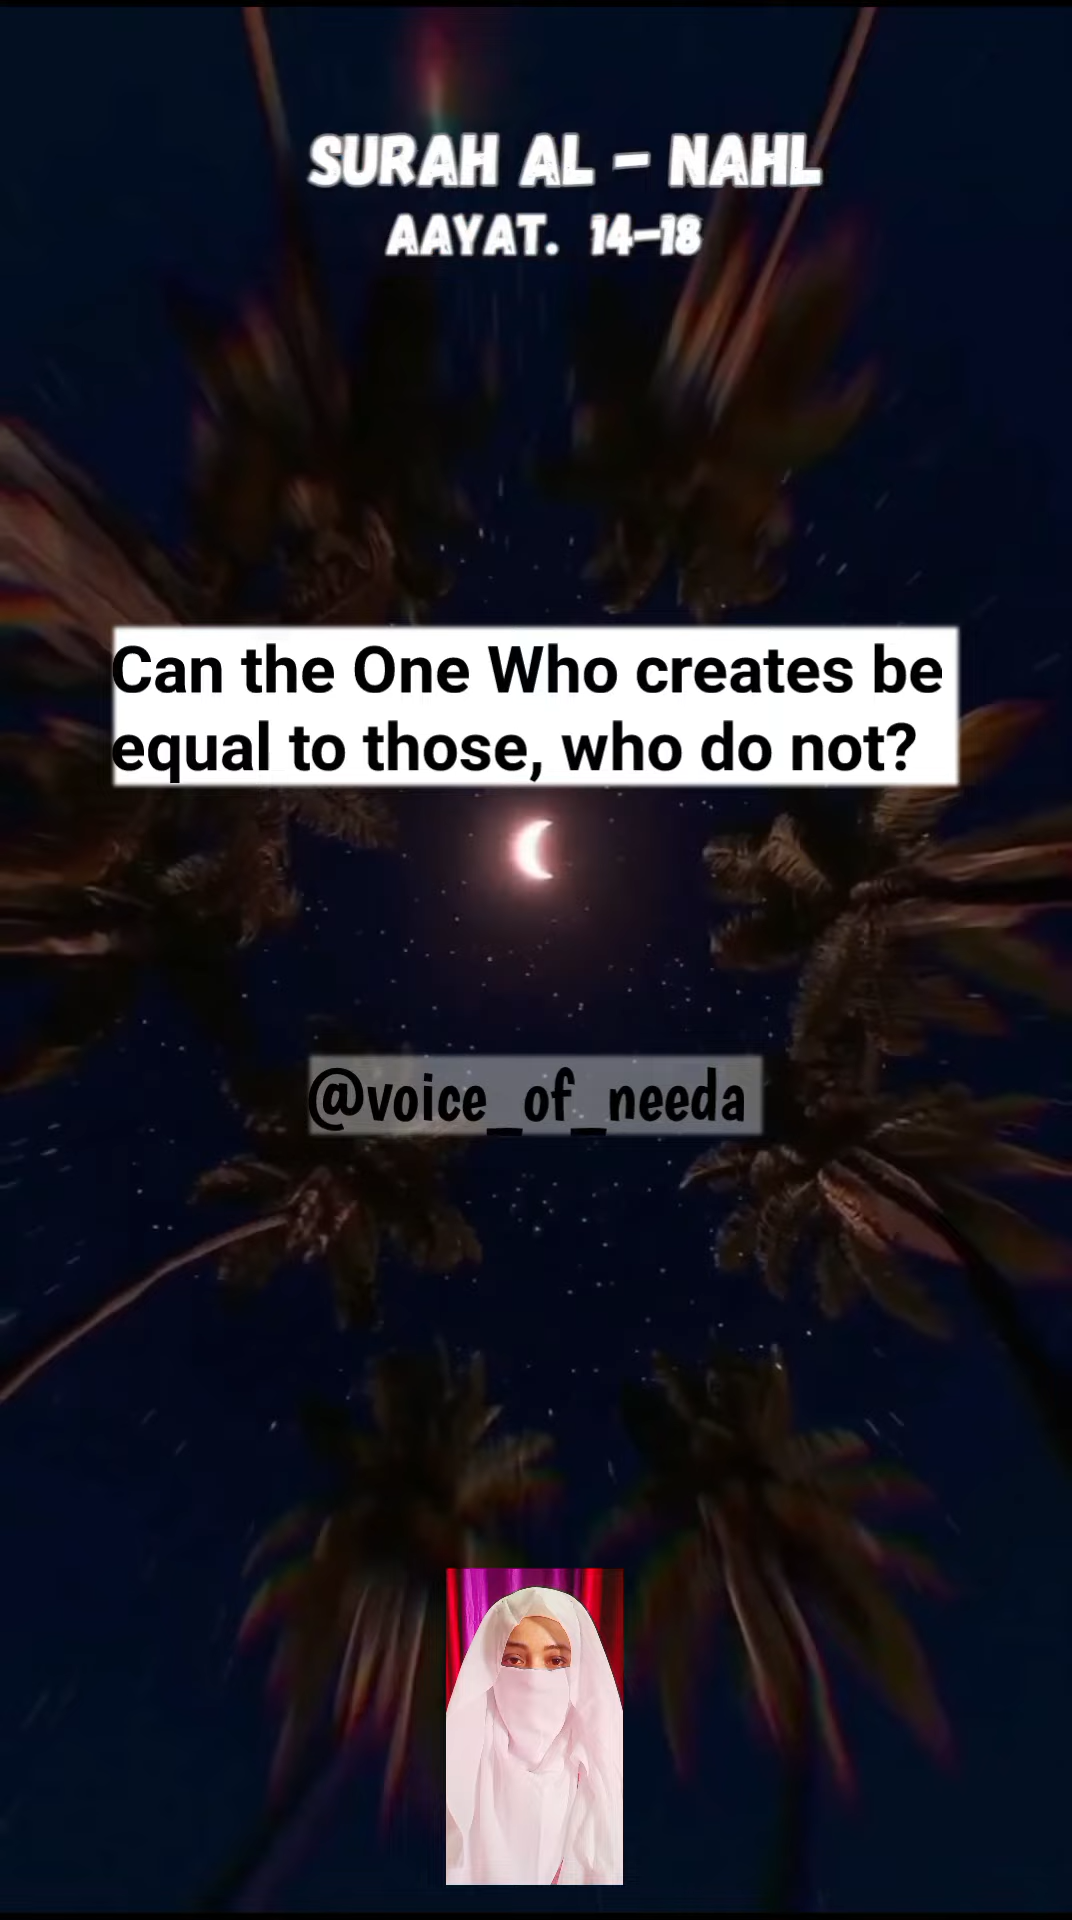 SURAH AL - NAHL
AAYAT. 14-18
Can the One Who creates be
equal to those, who do not?
@voice_of_needa